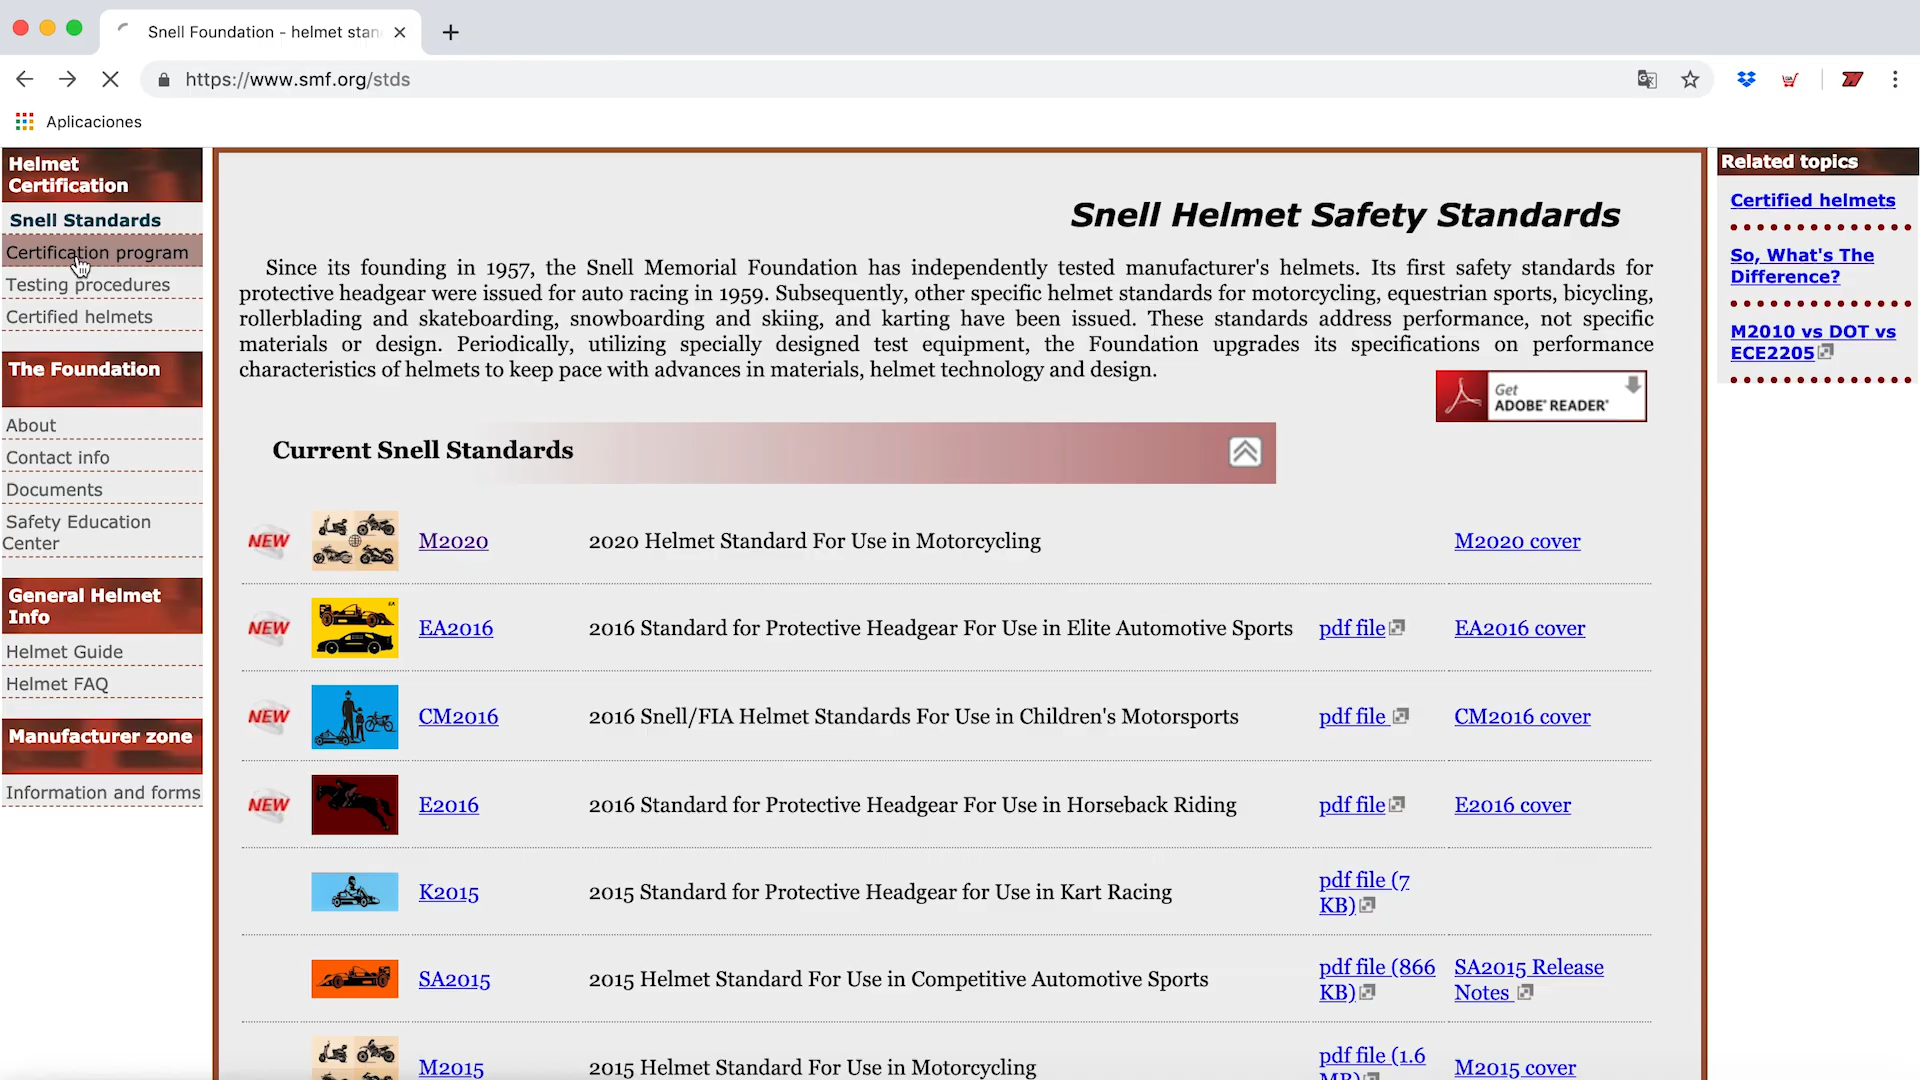 Snell Foundation - helmet stan
https://www.smf.org/stds
Aplicaciones
Helmet
Certification
Snell Standards
Certification program
Testing procedures
Certified helmets
The Foundation
About
Contact info
Documents
Safety Education
Center
General Helmet
Info
Helmet Guide
Helmet FAQ
Manufacturer zone
Information and forms
Snell Helmet Safety Standards
Since its founding in 1957, the Snell Memorial Foundation has independently tested manufacturer's helmets. Its first safety standards for
protective headgear were issued for auto racing in 1959. Subsequently, other specific helmet standards for motorcycling, equestrian sports, bicycling,
rollerblading and skateboarding, snowboarding and skiing, and karting have been issued. These standards address performance, not specific
materials or design. Periodically, utilizing specially designed test equipment, the Foundation upgrades its specifications on performance
characteristics of helmets to keep pace with advances in materials, helmet technology and design.
Get
ADOBE® READER®
Current Snell Standards
NEW M2020 2020 Helmet Standard For Use in Motorcycling M2020 cover
NEW EA2016 2016 Standard for Protective Headgear For Use in Elite Automotive Sports pdf file EA2016 cover
NEW CM2016 2016 Snell/FIA Helmet Standards For Use in Children's Motorsports pdf file CM2016 cover
NEW E2016 2016 Standard for Protective Headgear For Use in Horseback Riding pdf file E2016 cover
K2015 2015 Standard for Protective Headgear for Use in Kart Racing pdf file (7
KB)
SA2015 2015 Helmet Standard For Use in Competitive Automotive Sports pdf file (866 SA2015 Release
KB) Notes
M2015 2015 Helmet Standard For Use in Motorcycling pdf file (1.6 M2015 cover
MB)
Related topics
Certified helmets
So, What's The
Difference?
M2010 vs DOT vs
ECE2205